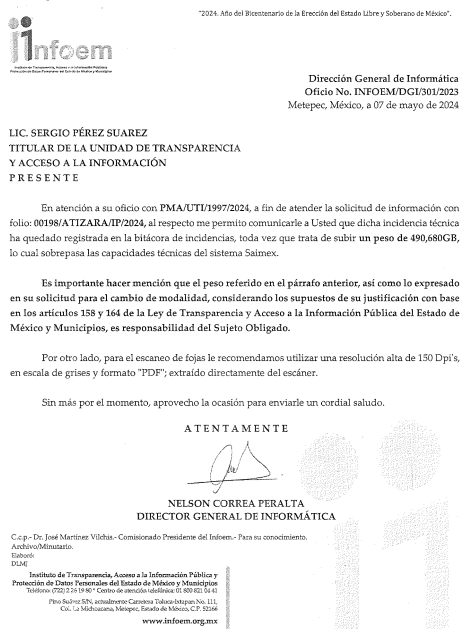 "2024. Año del Bicentenario de la Erección del Estado Libre y Soberano de México".
infoem
Instituto de Transparencia, Acceso a la Información Pública y
Protección de Datos Personales del Estado de México y Municipios
Dirección General de Informática
Oficio No. INFOEM/DGI/301/2023
Metepec, México, a 07 de mayo de 2024
LIC. SERGIO PÉREZ SUAREZ
TITULAR DE LA UNIDAD DE TRANSPARENCIA
Y ACCESO A LA INFORMACIÓN
P R E S E N T E
En atención a su oficio con PMA/UTI/1997/2024, a fin de atender la solicitud de información con
folio: 00198/ATIZARA/IP/2024, al respecto me permito comunicarle a Usted que dicha incidencia técnica
ha quedado registrada en la bitácora de incidencias, toda vez que trata de subir un peso de 490,680GB,
lo cual sobrepasa las capacidades técnicas del sistema Saimex.
Es importante hacer mención que el peso referido en el párrafo anterior, así como lo expresado
en su solicitud para el cambio de modalidad, considerando los supuestos de su justificación con base
en los artículos 158 y 164 de la Ley de Transparencia y Acceso a la Información Pública del Estado de
México y Municipios, es responsabilidad del Sujeto Obligado.
Por otro lado, para el escaneo de fojas le recomendamos utilizar una resolución alta de 150 Dpi's,
en escala de grises y formato "PDF"; extraído directamente del escáner.
Sin más por el momento, aprovecho la ocasión para enviarle un cordial saludo.
A T E N T A M E N T E
NELSON CORREA PERALTA
DIRECTOR GENERAL DE INFORMÁTICA
C.c.p.- Dr. José Martínez Vilchis.- Comisionado Presidente del Infoem.- Para su conocimiento.
Archivo/Minutario.
Elaboró:
DLMJ
Instituto de Transparencia, Acceso a la Información Pública y
Protección de Datos Personales del Estado de México y Municipios
Teléfono: (722) 2 26 19 80 * Centro de atención telefónica: 01 800 821 04 41
Pino Suárez S/N, actualmente Carretera Toluca-Ixtapan No. 111,
Col. La Michoacana, Metepec, Estado de México, C.P. 52166
www.infoem.org.mx